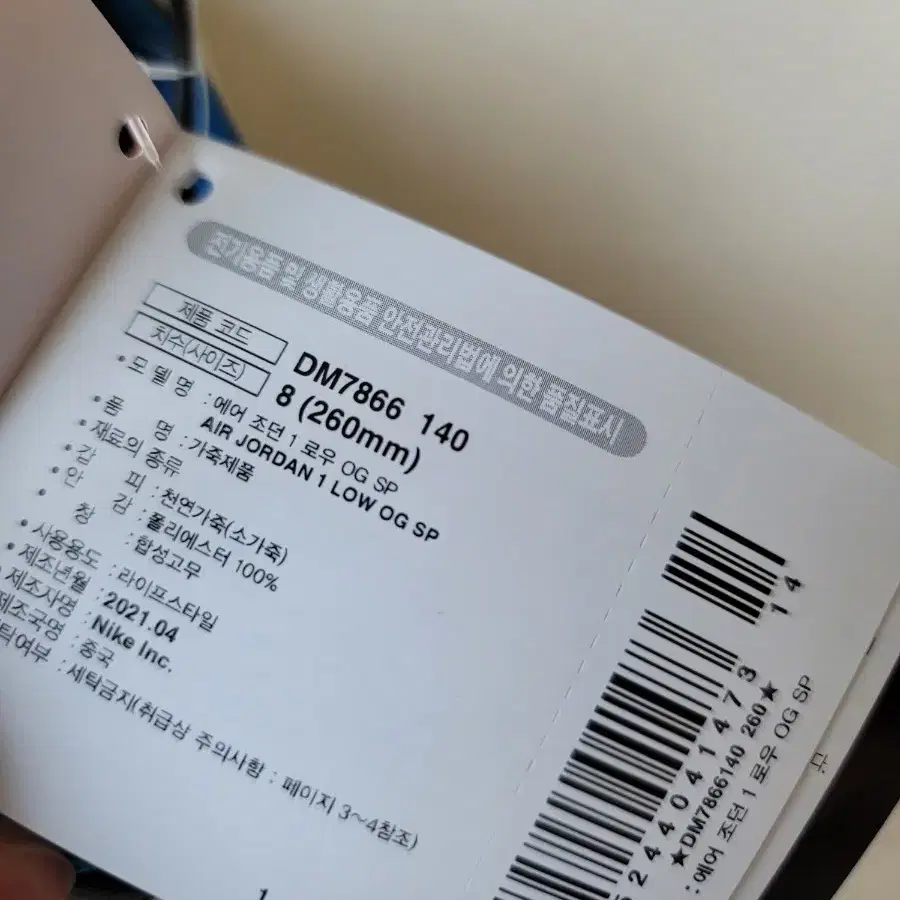 전기용품 및 생활용품 안전관리법에 의한 품질표시
제품 코드 DM7866 140
치수(사이즈) 8 (260mm)
• 모 델 명 : 에어 조던 1 로우 OG SP
AIR JORDAN 1 LOW OG SP
• 품 명 : 가죽제품
• 재료의 종류
• 감 피 : 천연가죽(소가죽)
• 안 감 : 폴리에스터 100%
• 창 : 합성고무
• 사용용도 : 라이프스타일
• 제조년월 : 2021.04
제조자명 : Nike Inc.
제조국명 : 중국
탁여부 : 세탁금지(취급상 주의사항 : 페이지 3~4참조)
1
14
5244041473
★DM7866140 260★
: 에어 조던 1 로우 OG SP
다.